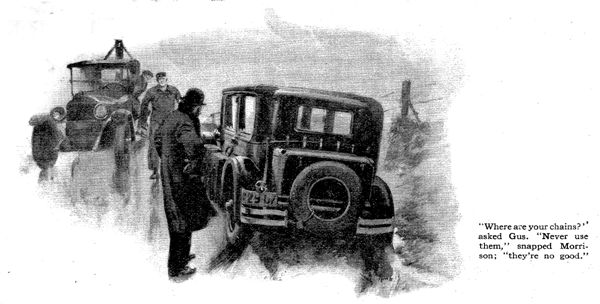 "Where are your chains?"
asked Gus. "Never use
them," snapped Morri-
son; "they're no good."